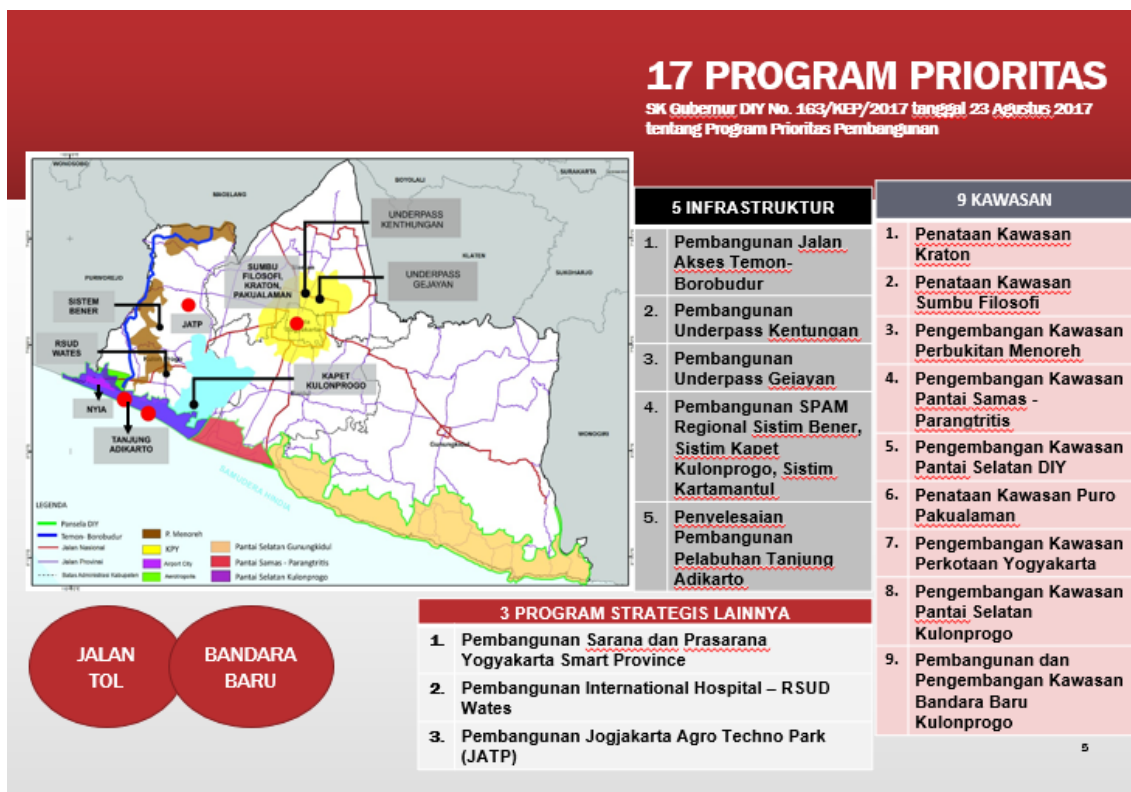 17 PROGRAM PRIORITAS
SK Gubernur DIY No. 163/KEP/2017 tanggal 23 Agustus 2017
tentang Program Prioritas Pembangunan
WONOSOBO
MAGELANG
BOYOLALI
SURAKARTA
KLATEN
SUKOHARJO
PURWOREJO
WONOGIRI
UNDERPASS
KENTHUNGAN
UNDERPASS
GEJAYAN
SUMBU
FILOSOFI,
KRATON,
PAKUALAMAN
SISTEM
BENER
JATP
RSUD
WATES
NYIA
TANJUNG
ADIKARTO
KAPET
KULONPROGO
Gunungkidul
SAMUDERA HINDIA
LEGENDA
Pansela DIY
Temon- Borobudur
Jalan Nasional
Jalan Provinsi
Batas Administrasi Kabupaten
P. Menoreh
KPY
Airport City
Aerotropolis
Pantai Selatan Gunungkidul
Pantai Samas - Parangtritis
Pantai Selatan Kulonprogo
5 INFRASTRUKTUR
1. Pembangunan Jalan
Akses Temon-
Borobudur
2. Pembangunan
Underpass Kentungan
3. Pembangunan
Underpass Gejayan
4. Pembangunan SPAM
Regional Sistim Bener,
Sistim Kapet
Kulonprogo, Sistim
Kartamantul
5. Penyelesaian
Pembangunan
Pelabuhan Tanjung
Adikarto
9 KAWASAN
1. Penataan Kawasan
Kraton
2. Penataan Kawasan
Sumbu Filosofi
3. Pengembangan Kawasan
Perbukitan Menoreh
4. Pengembangan Kawasan
Pantai Samas -
Parangtritis
5. Pengembangan Kawasan
Pantai Selatan DIY
6. Penataan Kawasan Puro
Pakualaman
7. Pengembangan Kawasan
Perkotaan Yogyakarta
8. Pengembangan Kawasan
Pantai Selatan
Kulonprogo
9. Pembangunan dan
Pengembangan Kawasan
Bandara Baru
Kulonprogo
3 PROGRAM STRATEGIS LAINNYA
1. Pembangunan Sarana dan Prasarana
Yogyakarta Smart Province
2. Pembangunan International Hospital – RSUD
Wates
3. Pembangunan Jogjakarta Agro Techno Park
(JATP)
JALAN
TOL
BANDARA
BARU
5